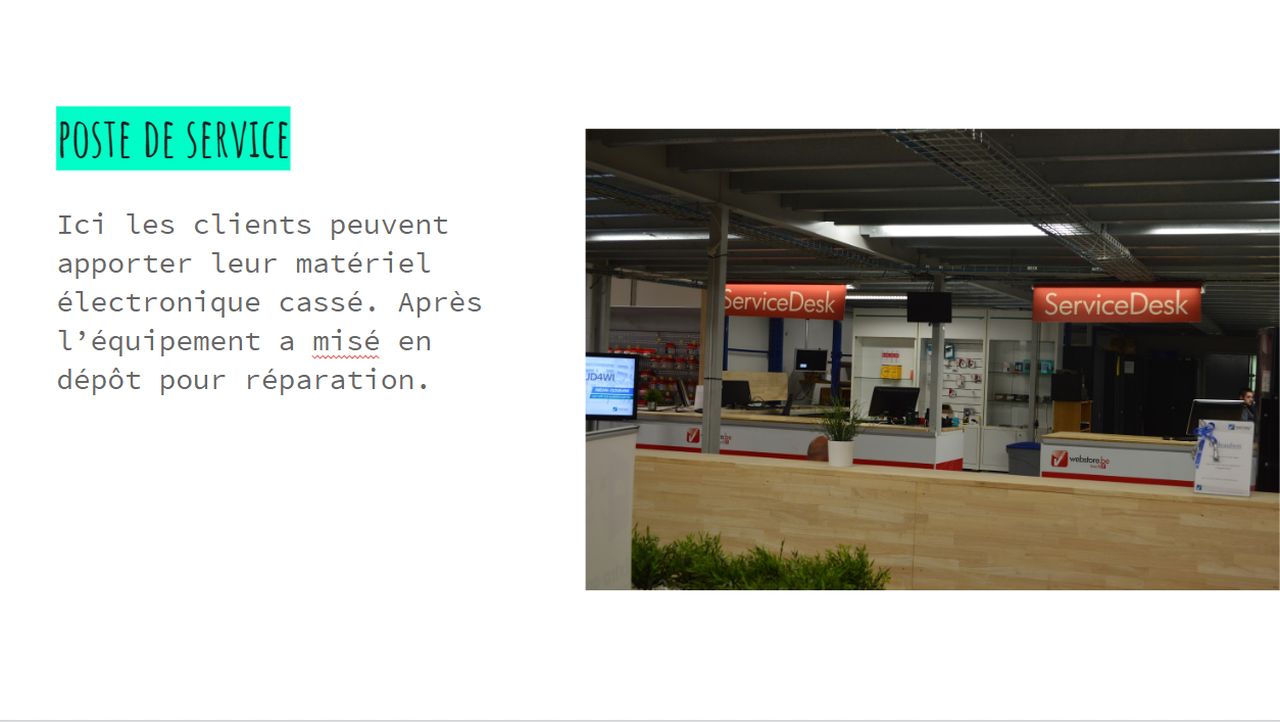 POSTE DE SERVICE
Ici les clients peuvent
apporter leur matériel
électronique cassé. Après
l’équipement a misé en
dépôt pour réparation.
ServiceDesk
ServiceDesk
webstore.be